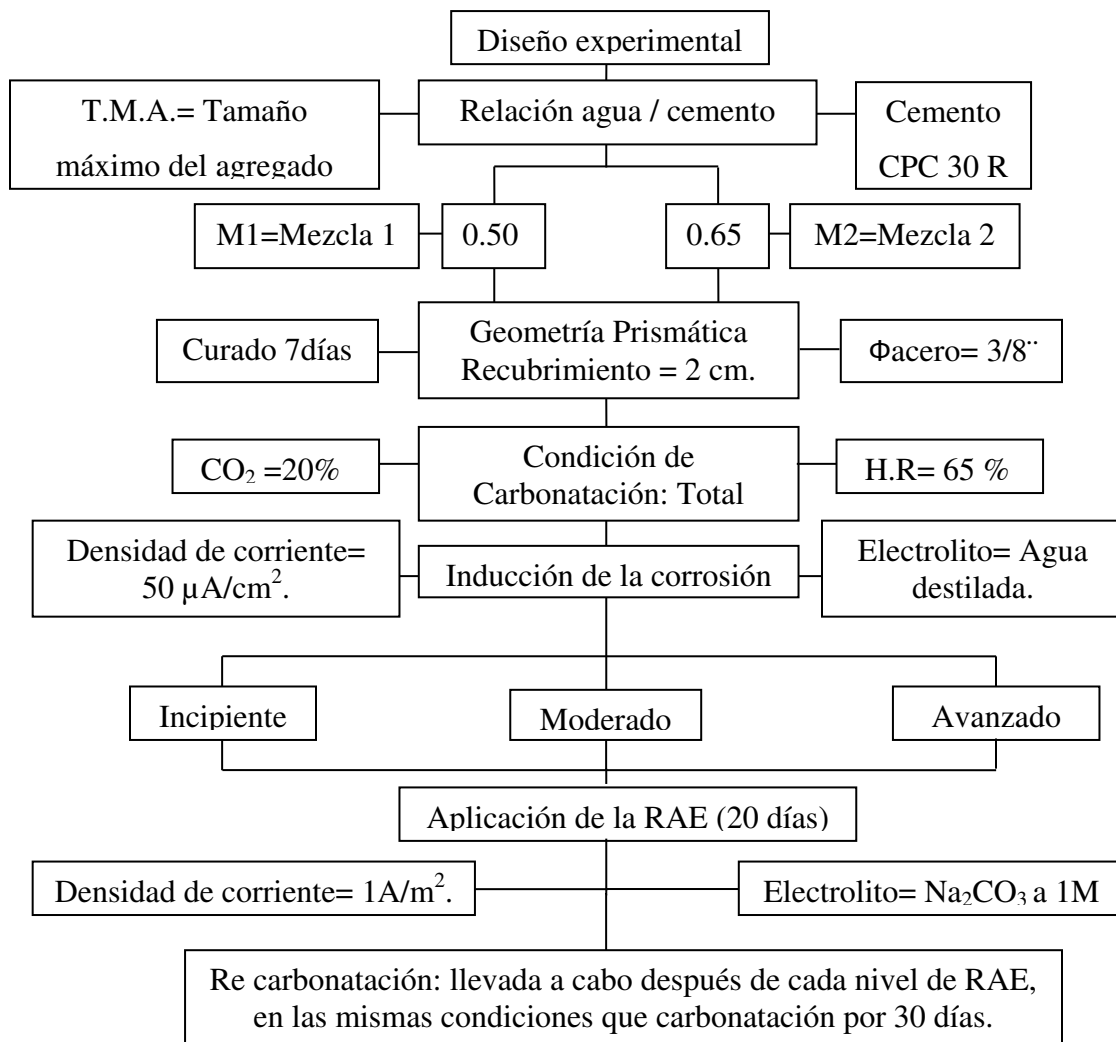 Diseño experimental
T.M.A.= Tamaño
máximo del agregado
Relación agua / cemento
Cemento
CPC 30 R
M1=Mezcla 1
0.50
0.65
M2=Mezcla 2
Curado 7días
Geometría Prismática
Recubrimiento = 2 cm.
Φacero= 3/8¨
CO₂ =20%
Condición de
Carbonatación: Total
H.R= 65 %
Densidad de corriente=
50 µA/cm².
Inducción de la corrosión
Electrolito= Agua
destilada.
Incipiente
Moderado
Avanzado
Aplicación de la RAE (20 días)
Densidad de corriente= 1A/m².
Electrolito= Na₂CO₃ a 1M
Re carbonatación: llevada a cabo después de cada nivel de RAE,
en las mismas condiciones que carbonatación por 30 días.